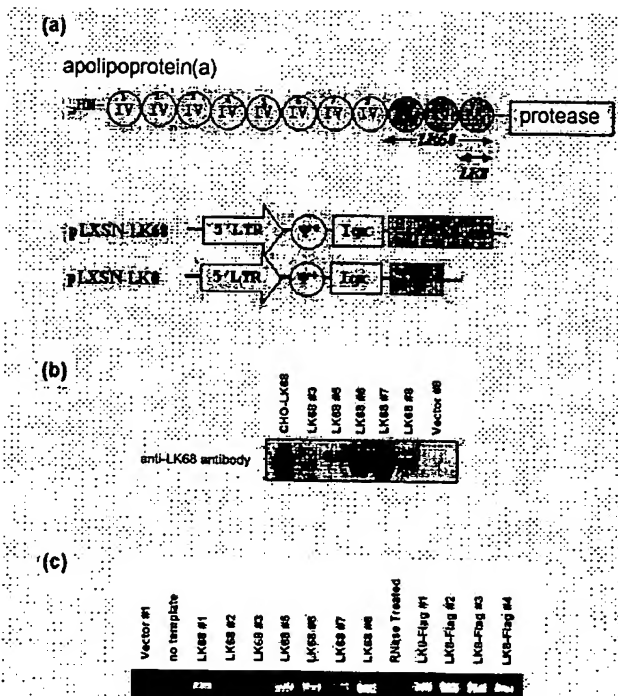 (a)
apolipoprotein(a)
IV IV IV IV IV IV IV IV
protease
LK68
LK8
pLXSN-LK68 5'LTR Ψ+ Igκ
pLXSN-LK8 5'LTR Ψ+ Igκ
(b)
CHO-LK68
LK68 #3
LK68 #5
LK68 #6
LK68 #7
LK68 #8
Vector #8
anti-LK68 antibody
(c)
Vector #1
no template
LK68 #1
LK68 #2
LK68 #3
LK68 #5
LK68 #6
LK68 #7
LK68 #8
RNase Treated
LK8-Flag #1
LK8-Flag #2
LK8-Flag #3
LK8-Flag #4